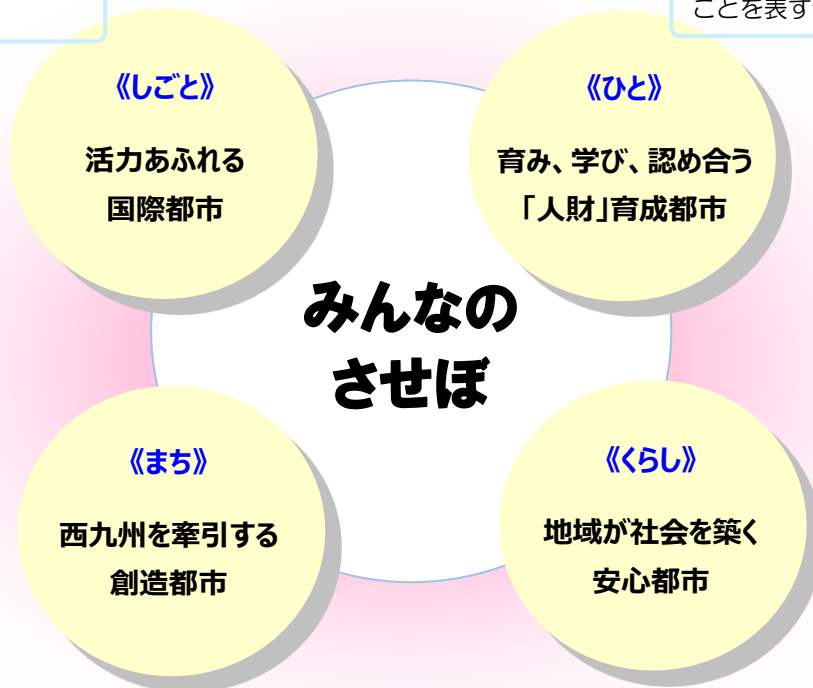 ことを表す
《しごと》
活力あふれる
国際都市
《ひと》
育み、学び、認め合う
「人財」育成都市
みんなの
させぼ
《まち》
西九州を牽引する
創造都市
《くらし》
地域が社会を築く
安心都市